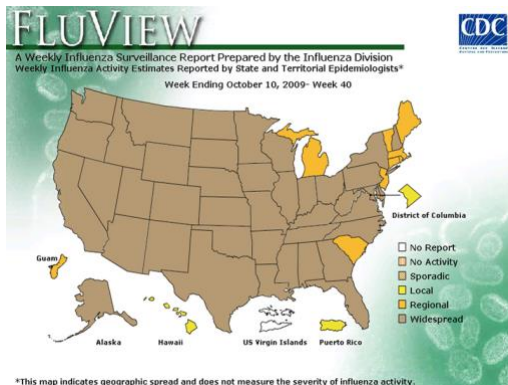 FLUVIEW
CDC
A Weekly Influenza Surveillance Report Prepared by the Influenza Division
Weekly Influenza Activity Estimates Reported by State and Territorial Epidemiologists*
Week Ending October 10, 2009- Week 40
District of Columbia
No Report
No Activity
Sporadic
Local
Regional
Widespread
Guam
Alaska
Hawaii
US Virgin Islands
Puerto Rico
*This map indicates geographic spread and does not measure the severity of influenza activity.